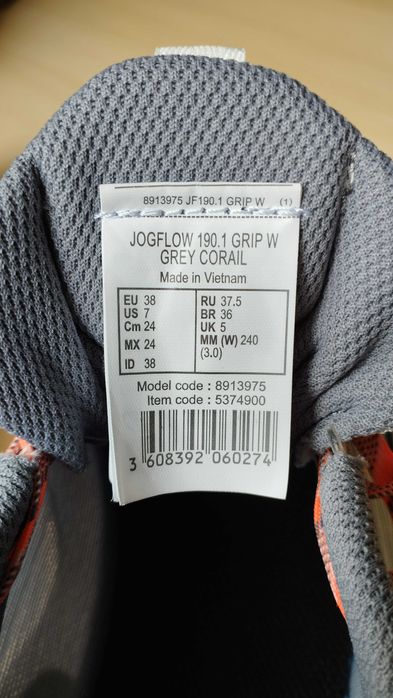 8913975 JF190.1 GRIP W (1)
JOGFLOW 190.1 GRIP W
GREY CORAIL
Made in Vietnam
EU 38
US 7
Cm 24
MX 24
ID 38
RU 37.5
BR 36
UK 5
MM (W) 240
(3.0)
Model code : 8913975
Item code : 5374900
3 608392 060274